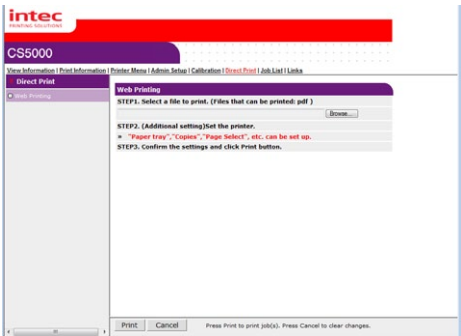 intec
PRINTING SOLUTIONS
CS5000
View Information | Print Information | Printer Menu | Admin Setup | Calibration | Direct Print | Job List | Links
Direct Print
Web Printing
Web Printing
STEP1. Select a file to print. (Files that can be printed: pdf )
Browse...
STEP2. (Additional setting)Set the printer.
» "Paper tray","Copies","Page Select", etc. can be set up.
STEP3. Confirm the settings and click Print button.
Print Cancel Press Print to print job(s). Press Cancel to clear changes.